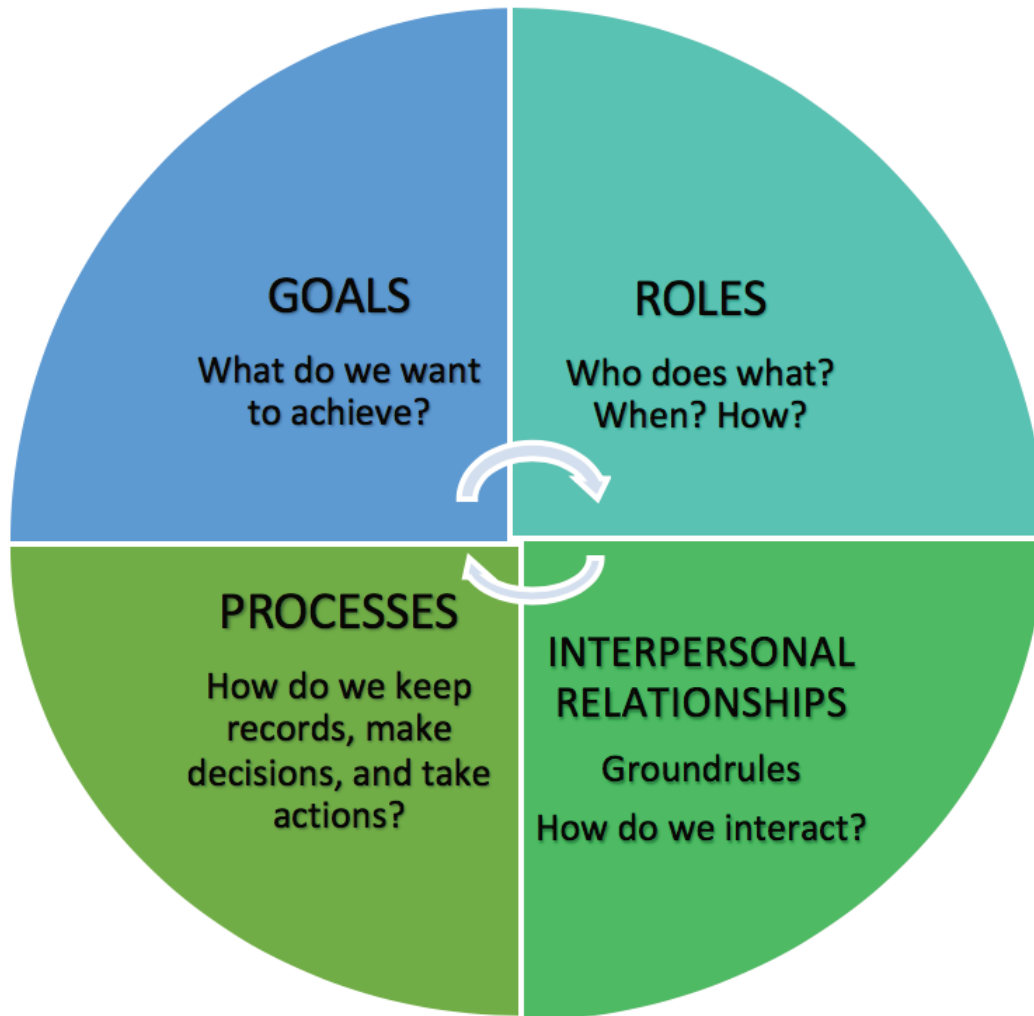 GOALS
What do we want
to achieve?
ROLES
Who does what?
When? How?
PROCESSES
How do we keep
records, make
decisions, and take
actions?
INTERPERSONAL
RELATIONSHIPS
Groundrules
How do we interact?